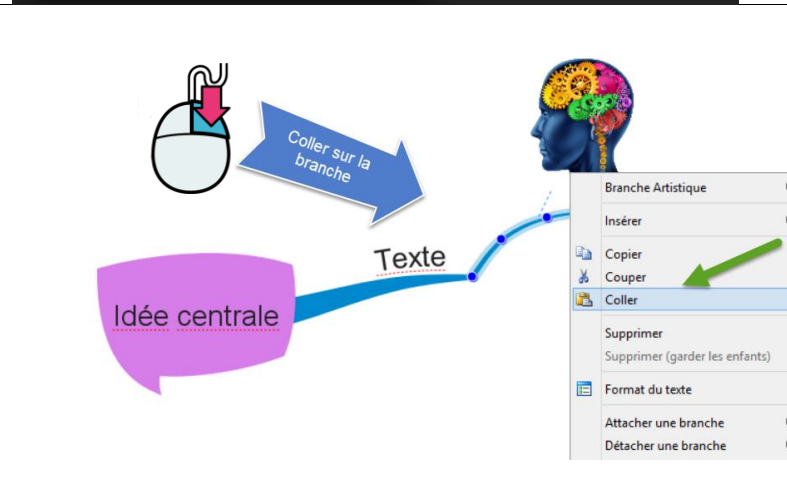 Coller sur la
branche
Texte
Idée centrale
Branche Artistique
Insérer
Copier
Couper
Coller
Supprimer
Supprimer (garder les enfants)
Format du texte
Attacher une branche
Détacher une branche